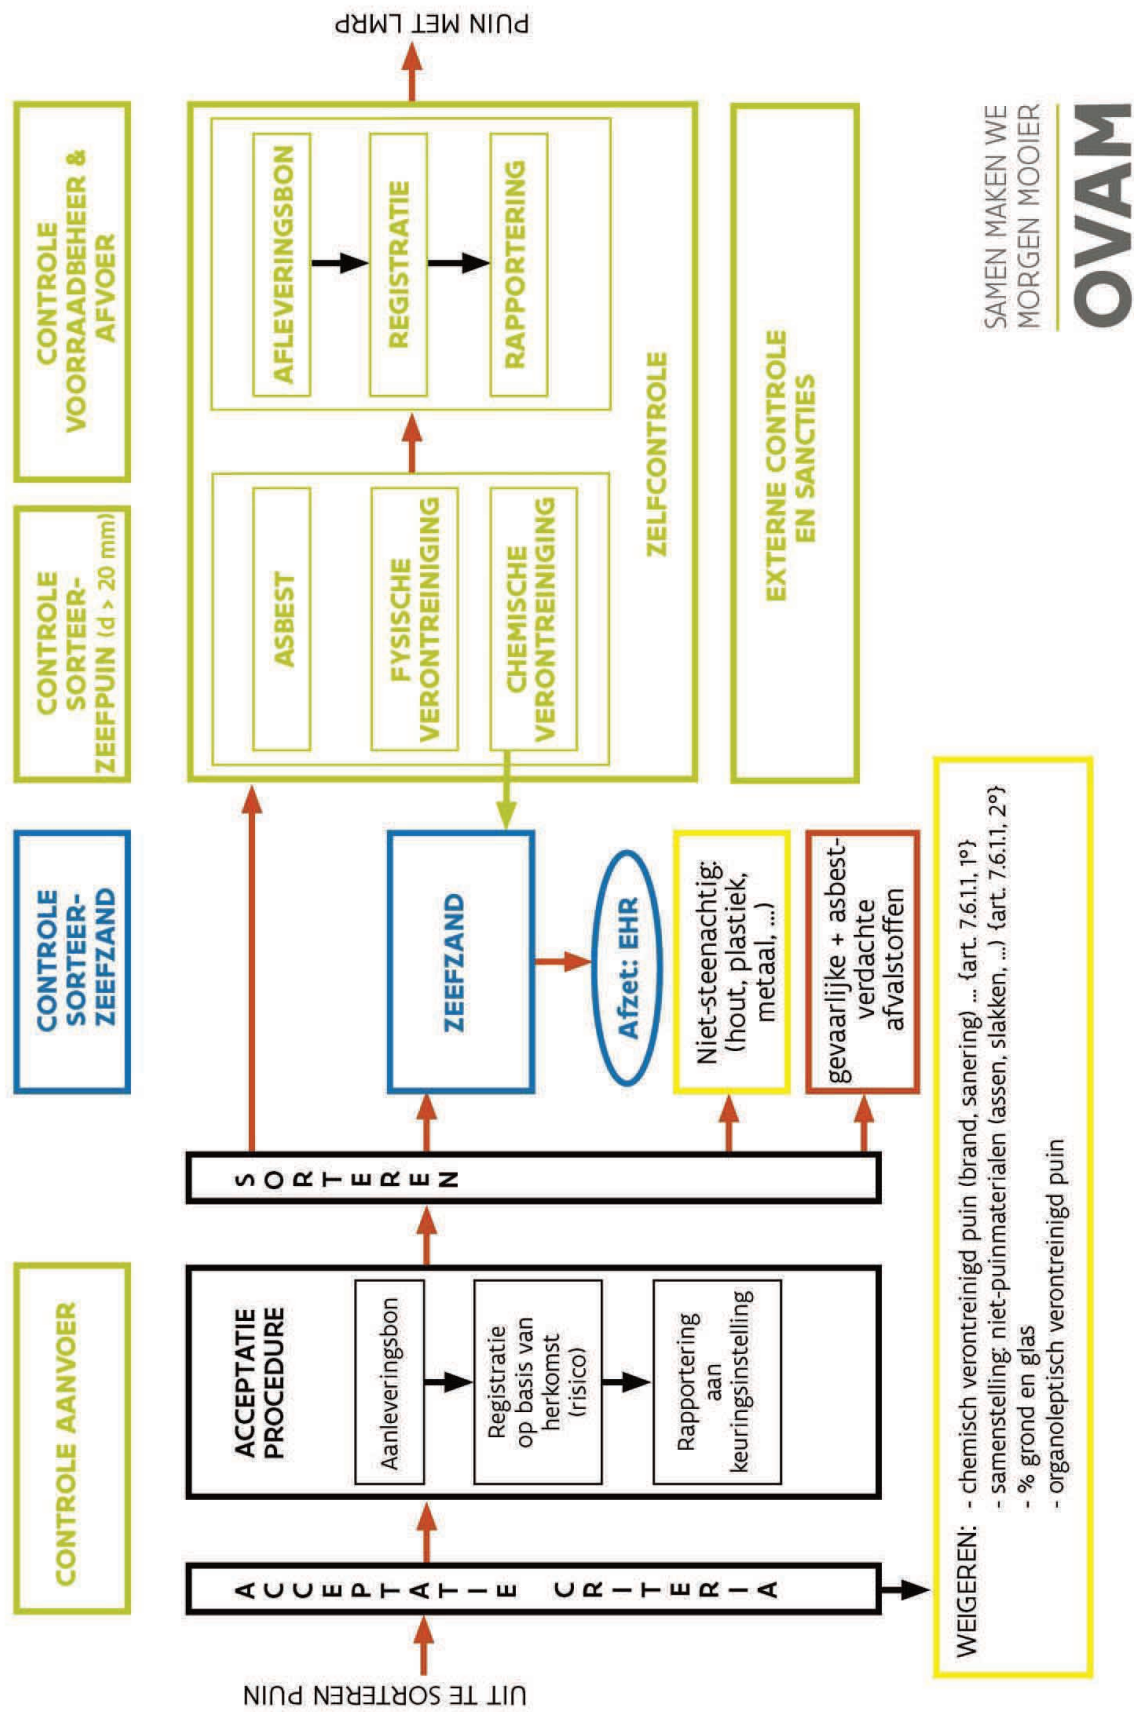 CONTROLE AANVOER
CONTROLE
SORTEER-
ZEEFZAND
CONTROLE
SORTEER-
ZEEFPUIN (d > 20 mm)
CONTROLE
VOORRAADBEHEER &
AFVOER
UIT TE SORTEREN PUIN
ACCEPTATIE CRITERIA
ACCEPTATIE
PROCEDURE
Aanleveringsbon
Registratie
op basis van
herkomst
(risico)
Rapportering
aan
keuringsinstelling
SORTEREN
ZEEFZAND
Afzet: EHR
Niet-steenachtig:
(hout, plastiek,
metaal, ...)
gevaarlijke + asbest-
verdachte
afvalstoffen
ASBEST
FYSISCHE
VERONTREINIGING
CHEMISCHE
VERONTREINIGING
AFLEVERINGSBON
REGISTRATIE
RAPPORTERING
ZELFCONTROLE
PUIN MET LMRP
EXTERNE CONTROLE
EN SANCTIES
WEIGEREN: - chemisch verontreinigd puin (brand, sanering) ... {art. 7.6.1.1, 1°}
- samenstelling: niet-puinmaterialen (assen, slakken, ...) {art. 7.6.1.1, 2°}
- % grond en glas
- organoleptisch verontreinigd puin
SAMEN MAKEN WE
MORGEN MOOIER
OVAM